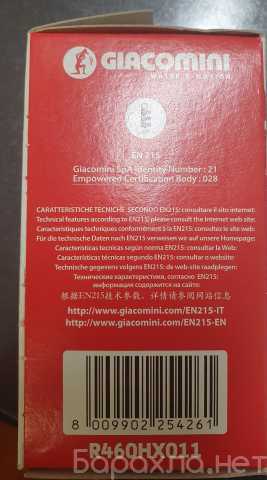 GIACOMINI
WATER E-MOTION
EN 215
Giacomini SpA Identity Number : 21
Empowered Certification Body : 028
CARATTERISTICHE TECNICHE SECONDO EN215: consultare il sito internet:
Technical features according to EN215: please consult the Internet web site:
Caractéristiques techniques conformément à la EN215: consultez le site web:
Für die technische Daten nach EN215 verweisen wir auf unsere Homepage:
Características tecnicas según norma EN215 : consultar la Web:
Características técnicas segundo EN215 : consultar o website:
Technische gegevens volgens EN215: zie web-site raadplegen:
Технические характеристики, согласно EN215:
информация содержится на сайте:
根据EN215技术参数，详情请参阅网站
http://www.giacomini.com/EN215-IT
http://www.giacomini.com/EN215-EN
8 009902 254261
R460HX011
Барахла.нет